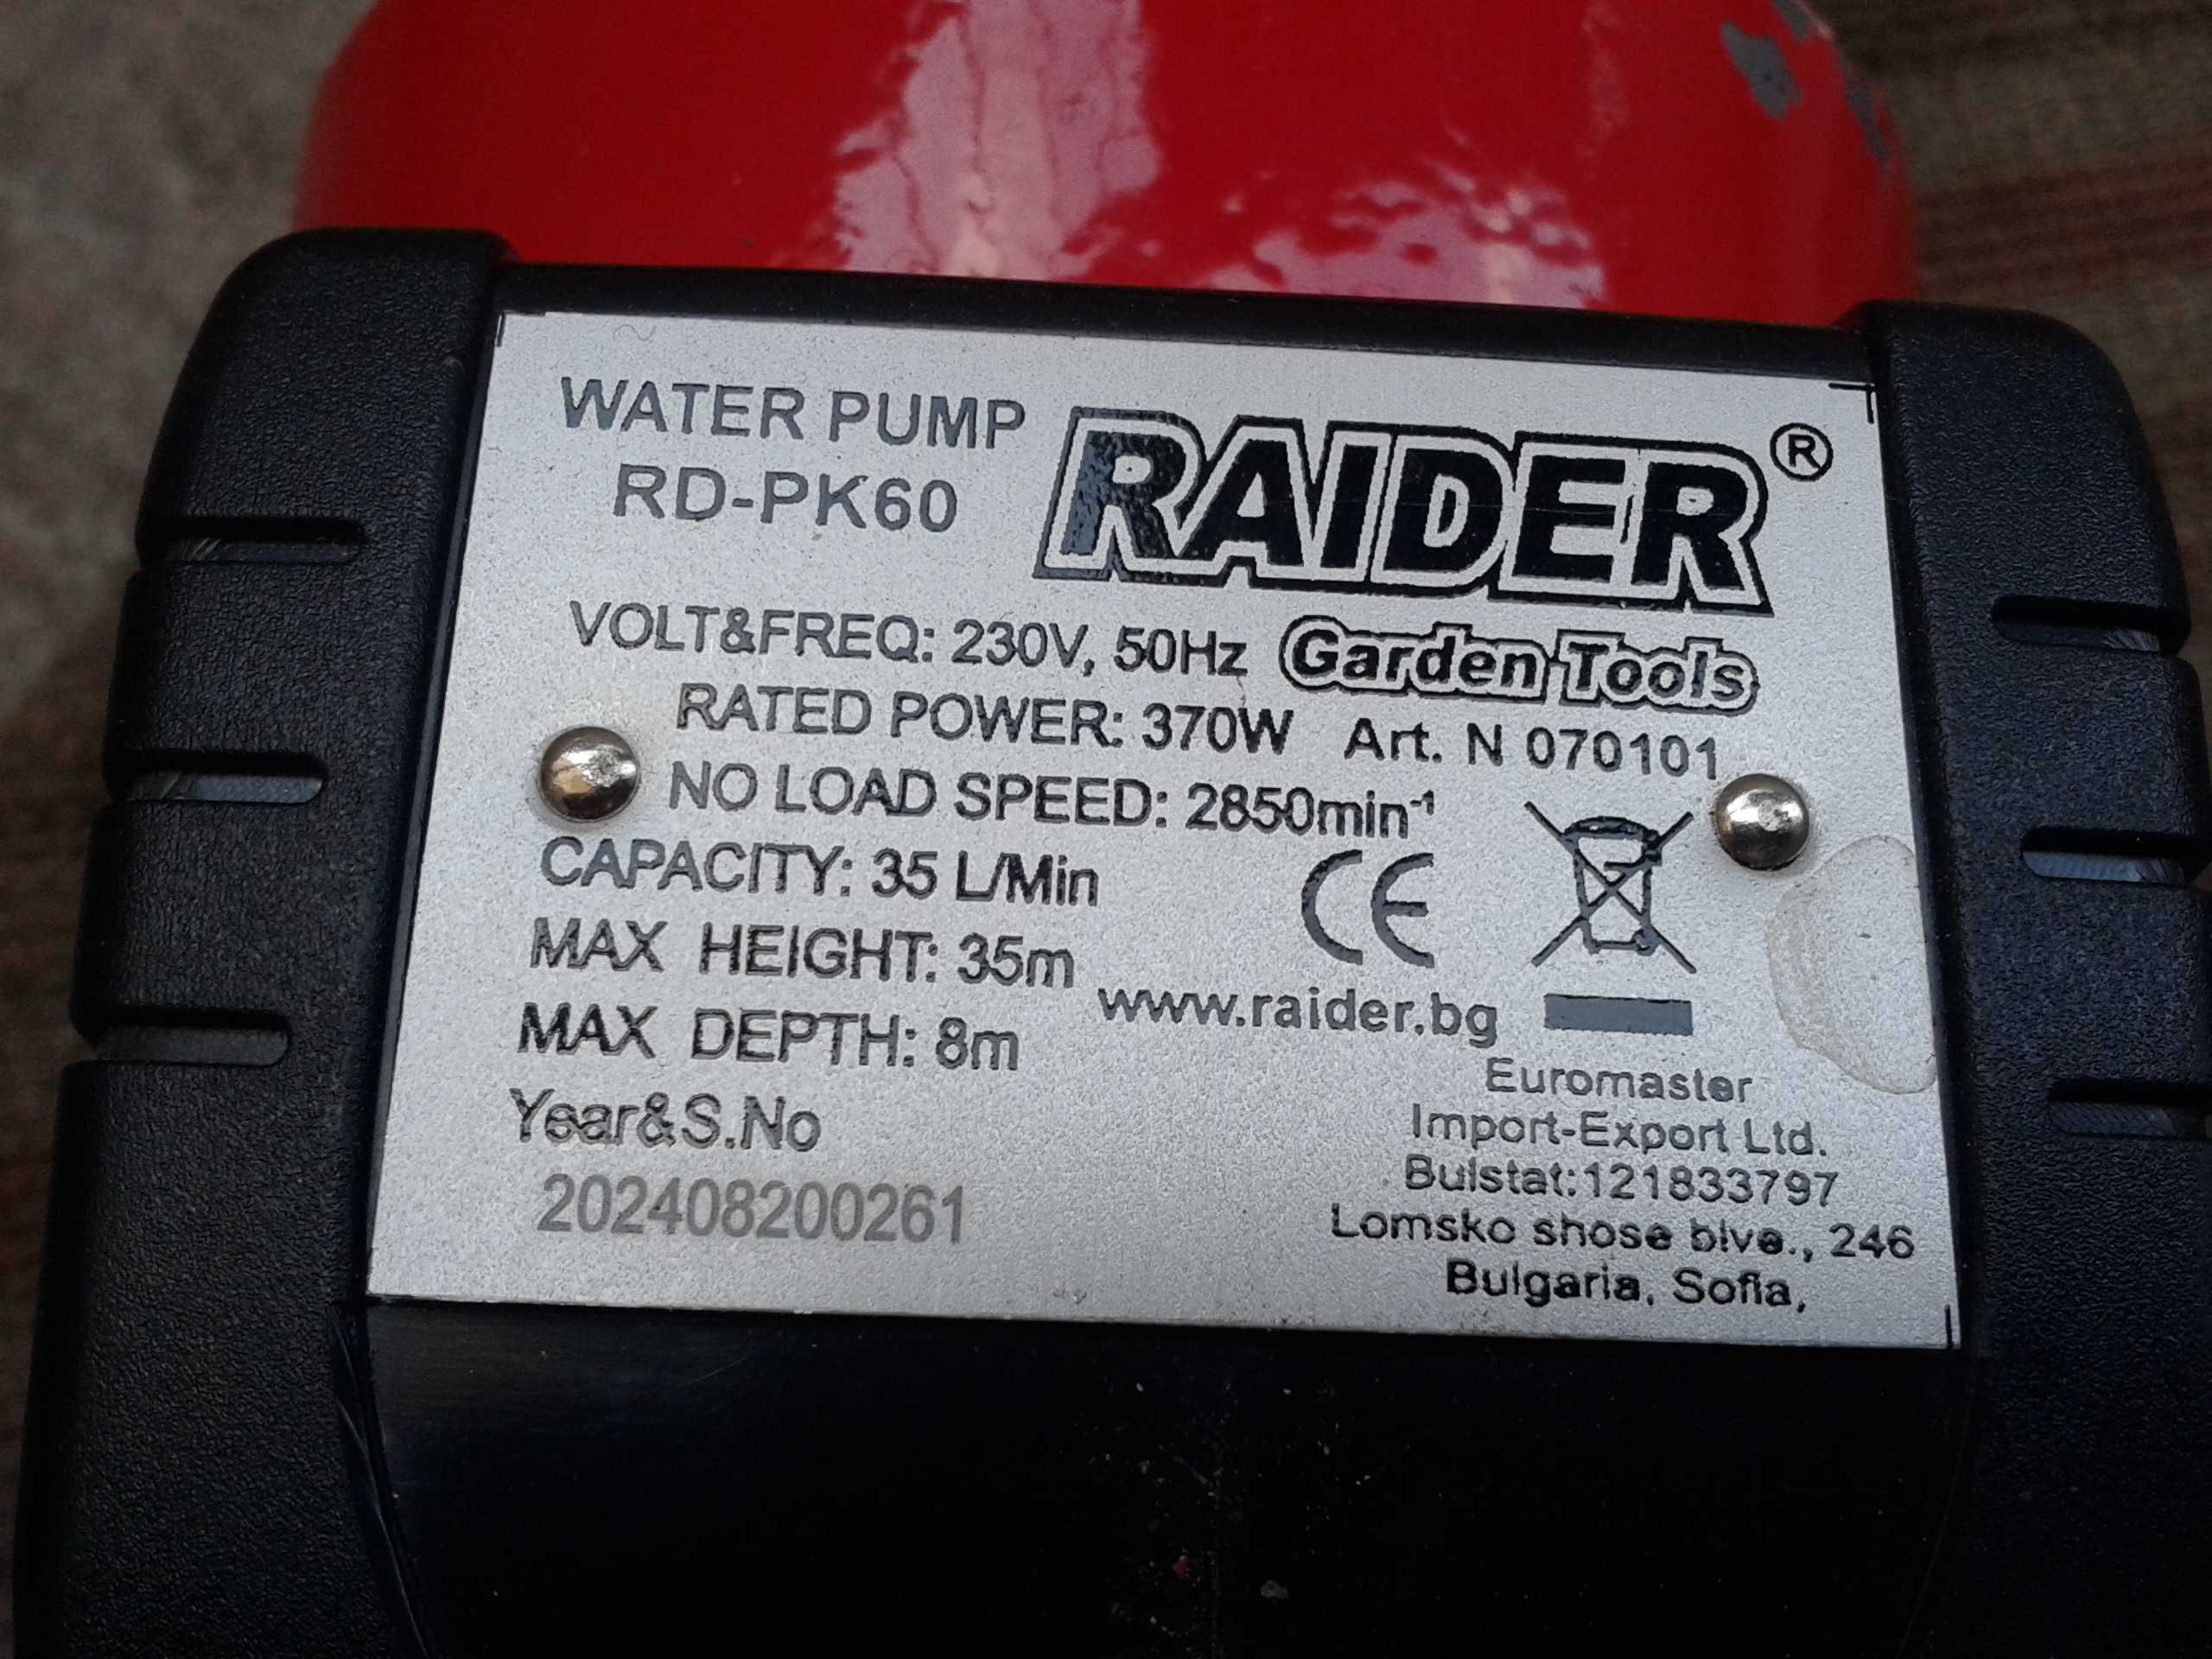 WATER PUMP
RD-PK60
RAIDER®
Garden Tools
VOLT&FREQ: 230V, 50Hz
RATED POWER: 370W Art. N 070101
NO LOAD SPEED: 2850min⁻¹
CAPACITY: 35 L/Min
MAX HEIGHT: 35m
MAX DEPTH: 8m
CE
www.raider.bg
Year&S.No
202408200261
Euromaster
Import-Export Ltd.
Bulstat:121833797
Lomsko shose blve., 246
Bulgaria, Sofia,